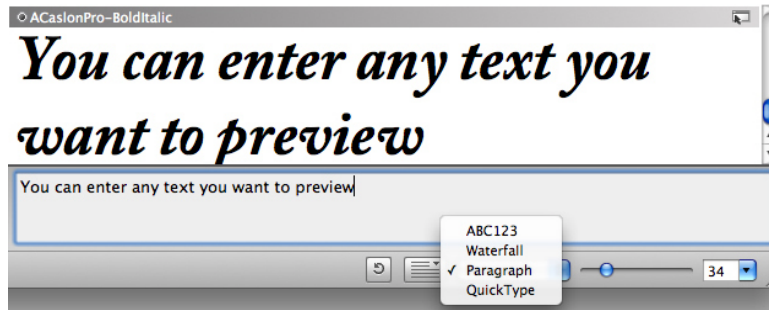 ACaslonPro-BoldItalic
You can enter any text you
want to preview
You can enter any text you want to preview
ABC123
Waterfall
✓ Paragraph
QuickType
34